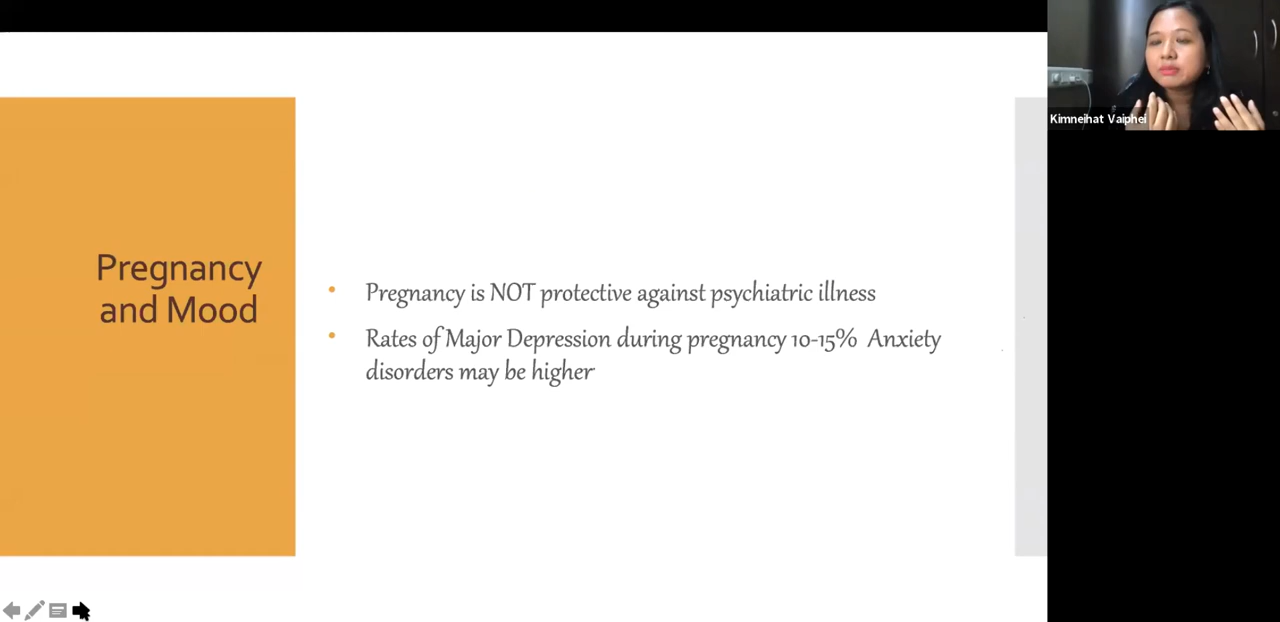 Pregnancy
and Mood
• Pregnancy is NOT protective against psychiatric illness
• Rates of Major Depression during pregnancy 10-15% Anxiety
disorders may be higher
Kimneihat Vaiphei